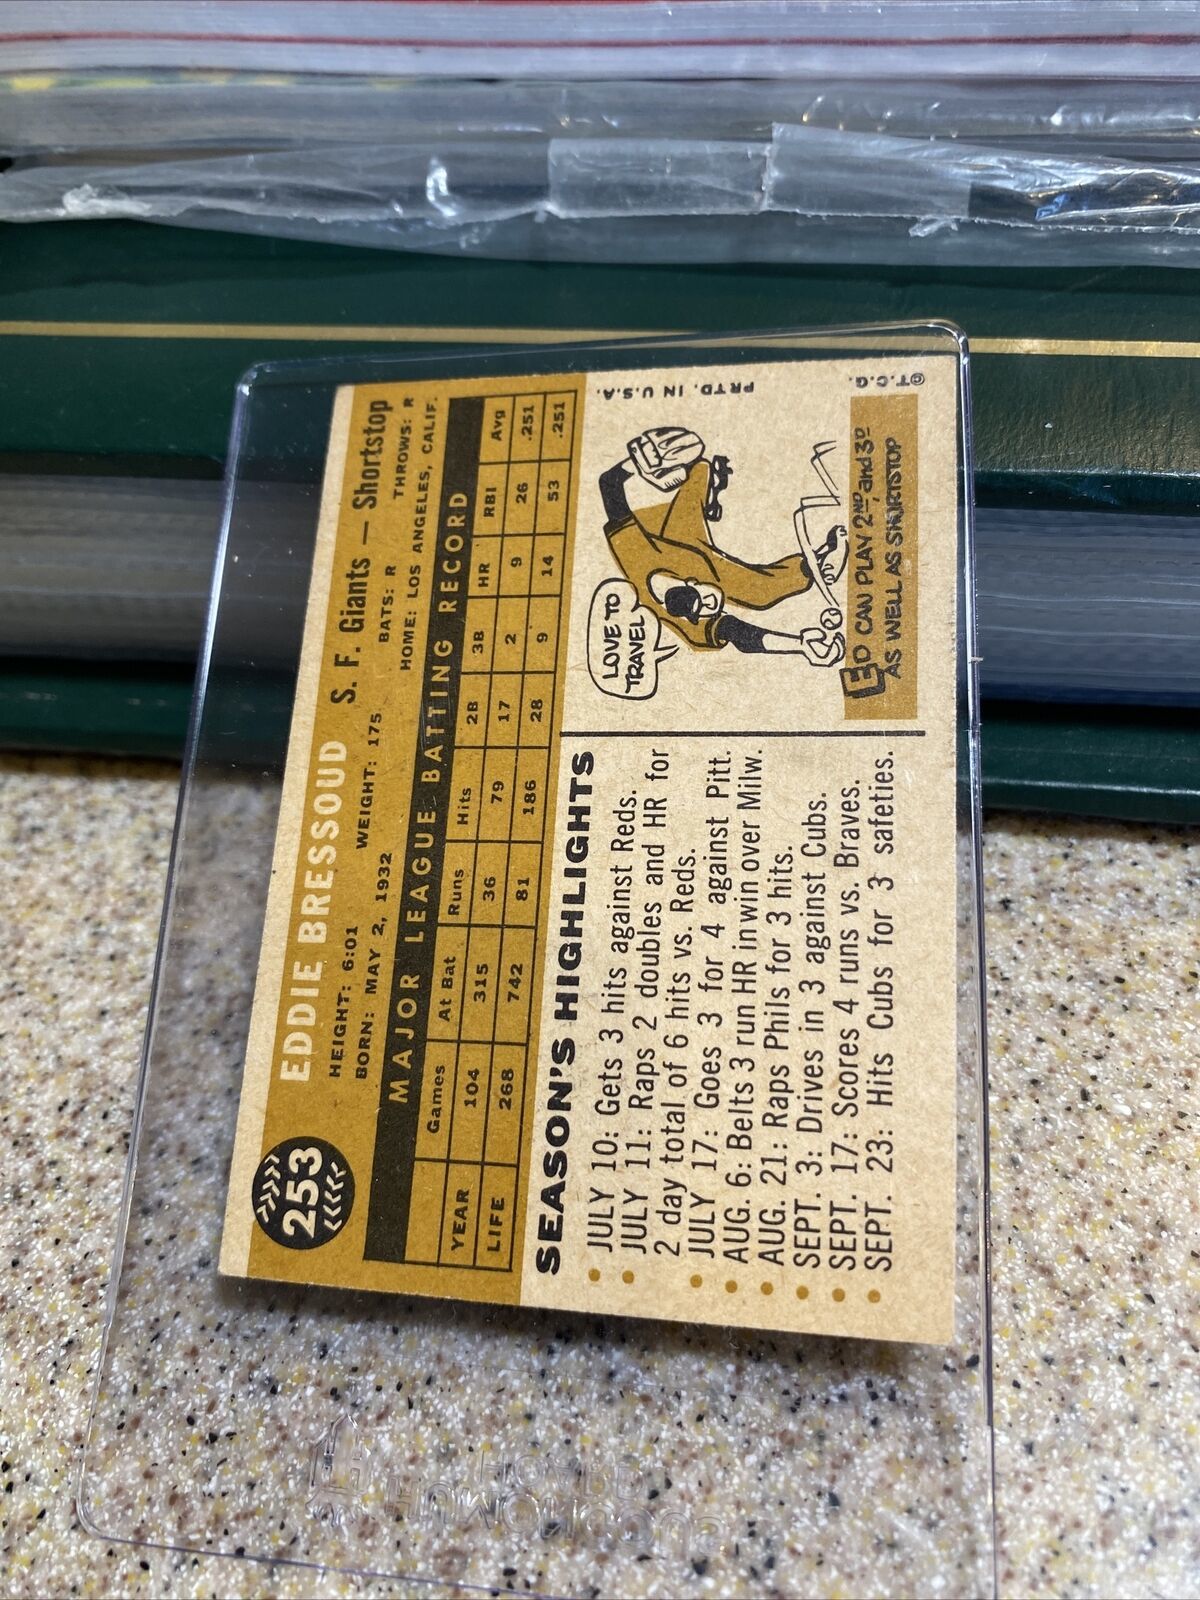 253
EDDIE BRESSOUD
S. F. Giants — Shortstop
HEIGHT: 6:01 WEIGHT: 175 BATS: R THROWS: R
BORN: MAY 2, 1932 HOME: LOS ANGELES, CALIF.
MAJOR LEAGUE BATTING RECORD
Games At Bat Runs Hits 2B 3B HR RBI Avg
YEAR 104 315 36 79 17 2 9 26 .251
LIFE 268 742 81 186 28 9 14 53 .251
SEASON'S HIGHLIGHTS
• JULY 10: Gets 3 hits against Reds.
• JULY 11: Raps 2 doubles and HR for
2 day total of 6 hits vs. Reds.
• JULY 17: Goes 3 for 4 against Pitt.
• AUG. 6: Belts 3 run HR in win over Milw.
• AUG. 21: Raps Phils for 3 hits.
• SEPT. 3: Drives in 3 against Cubs.
• SEPT. 17: Scores 4 runs vs. Braves.
• SEPT. 23: Hits Cubs for 3 safeties.
LOVE TO
TRAVEL
ED CAN PLAY 2ND, and 3D
AS WELL AS SHORTSTOP
©T.C.G. PRTD. IN U.S.A.